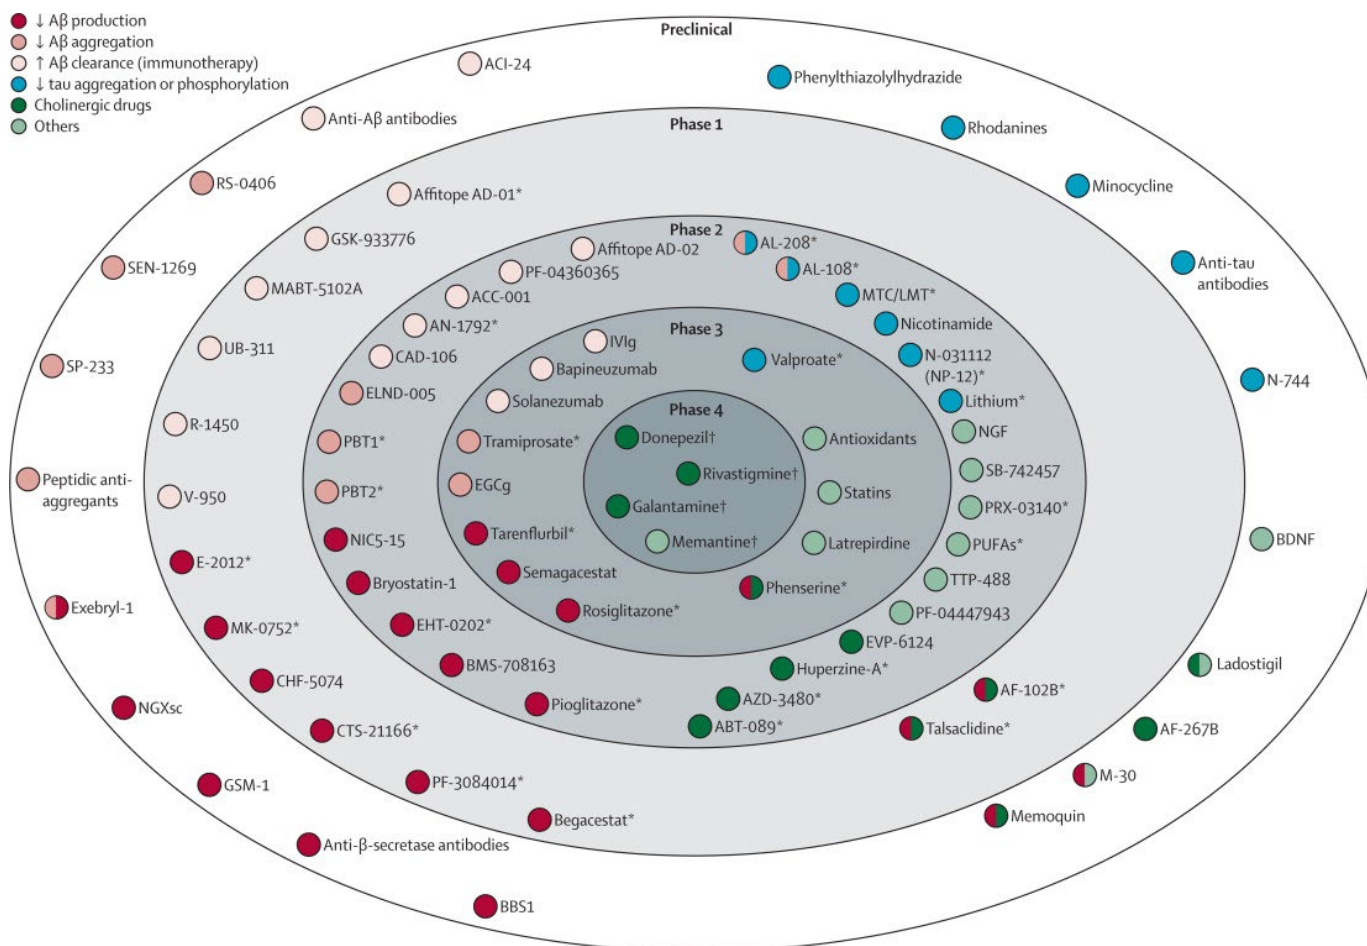 ↓ Aβ production
↓ Aβ aggregation
↑ Aβ clearance (immunotherapy)
↓ tau aggregation or phosphorylation
Cholinergic drugs
Others
Preclinical
ACI-24
Phenylthiazolylhydrazide
Anti-Aβ antibodies
Rhodanines
RS-0406
Minocycline
SEN-1269
Anti-tau
antibodies
SP-233
N-744
Peptidic anti-
aggregants
BDNF
Exebryl-1
Ladostigil
NGXsc
AF-267B
GSM-1
M-30
Memoquin
Anti-β-secretase antibodies
BBS1
Phase 1
Affitope AD-01*
GSK-933776
MABT-5102A
UB-311
R-1450
V-950
E-2012*
MK-0752*
CHF-5074
CTS-21166*
PF-3084014*
Begacestat*
AF-102B*
Talsaclidine*
Phase 2
Affitope AD-02
AL-208*
PF-04360365
AL-108*
ACC-001
MTC/LMT*
AN-1792*
Nicotinamide
CAD-106
N-031112
(NP-12)*
ELND-005
Lithium*
PBT1*
NGF
SB-742457
PBT2*
PRX-03140*
NIC5-15
PUFAs*
Bryostatin-1
TTP-488
EHT-0202*
PF-04447943
BMS-708163
EVP-6124
Huperzine-A*
Pioglitazone*
AZD-3480*
ABT-089*
Phase 3
IVIg
Valproate*
Bapineuzumab
Solanezumab
Tramiprosate*
Antioxidants
EGCg
Statins
Tarenflurbil*
Latrepirdine
Semagacestat
Phenserine*
Rosiglitazone*
Phase 4
Donepezil†
Rivastigmine†
Galantamine†
Memantine†